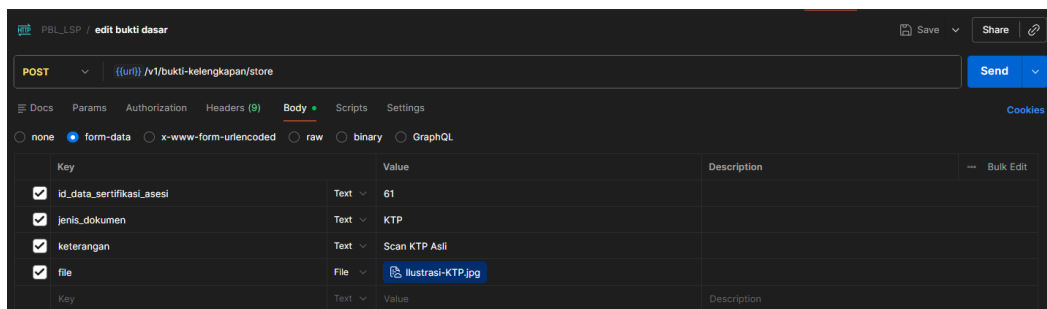 HTTP PBL_LSP / edit bukti dasar Save Share
POST {{url}} /v1/bukti-kelengkapan/store Send
Docs Params Authorization Headers (9) Body Scripts Settings Cookies
none form-data x-www-form-urlencoded raw binary GraphQL
Key Value Description ··· Bulk Edit
id_data_sertifikasi_asesi Text 61
jenis_dokumen Text KTP
keterangan Text Scan KTP Asli
file File Ilustrasi-KTP.jpg
Key Text Value Description